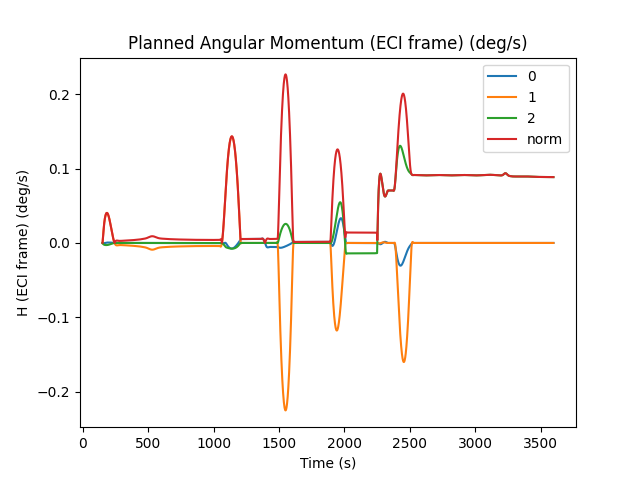 Planned Angular Momentum (ECI frame) (deg/s)
H (ECI frame) (deg/s)
0.2
0.1
0.0
−0.1
−0.2
0
1
2
norm
0 500 1000 1500 2000 2500 3000 3500
Time (s)